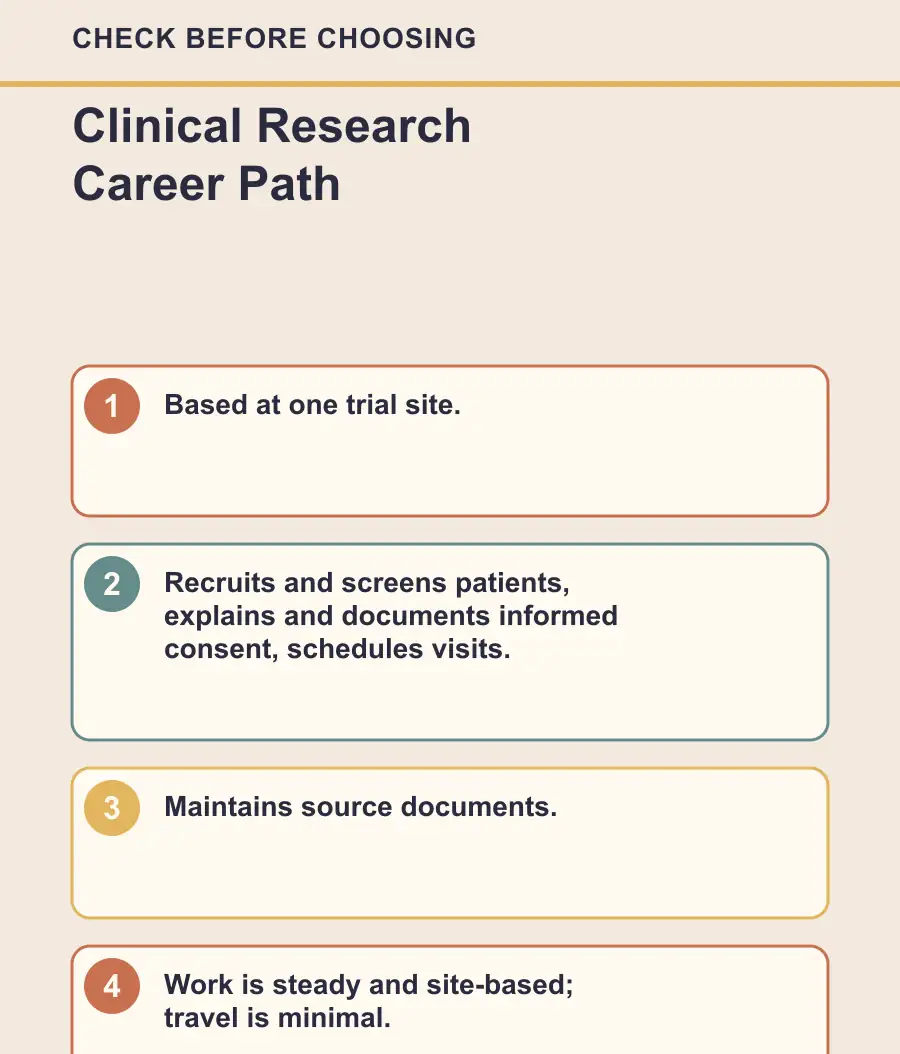 CHECK BEFORE CHOOSING
Clinical Research
Career Path
1
Based at one trial site.
2
Recruits and screens patients,
explains and documents informed
consent, schedules visits.
3
Maintains source documents.
4
Work is steady and site-based;
travel is minimal.